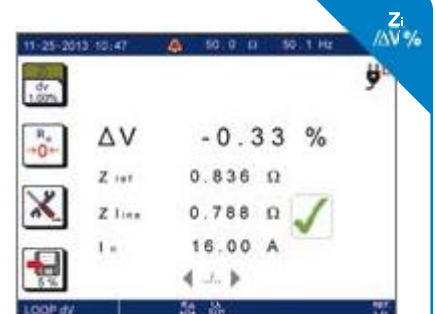 Zi
/ΔV%
11-25-2013 10:47 50.0 Ω 50.1 Hz
dv
1.00%
ΔV -0.33 %
Z ref 0.836 Ω
Z line 0.788 Ω
I n 16.00 A
5%
LOOP dV